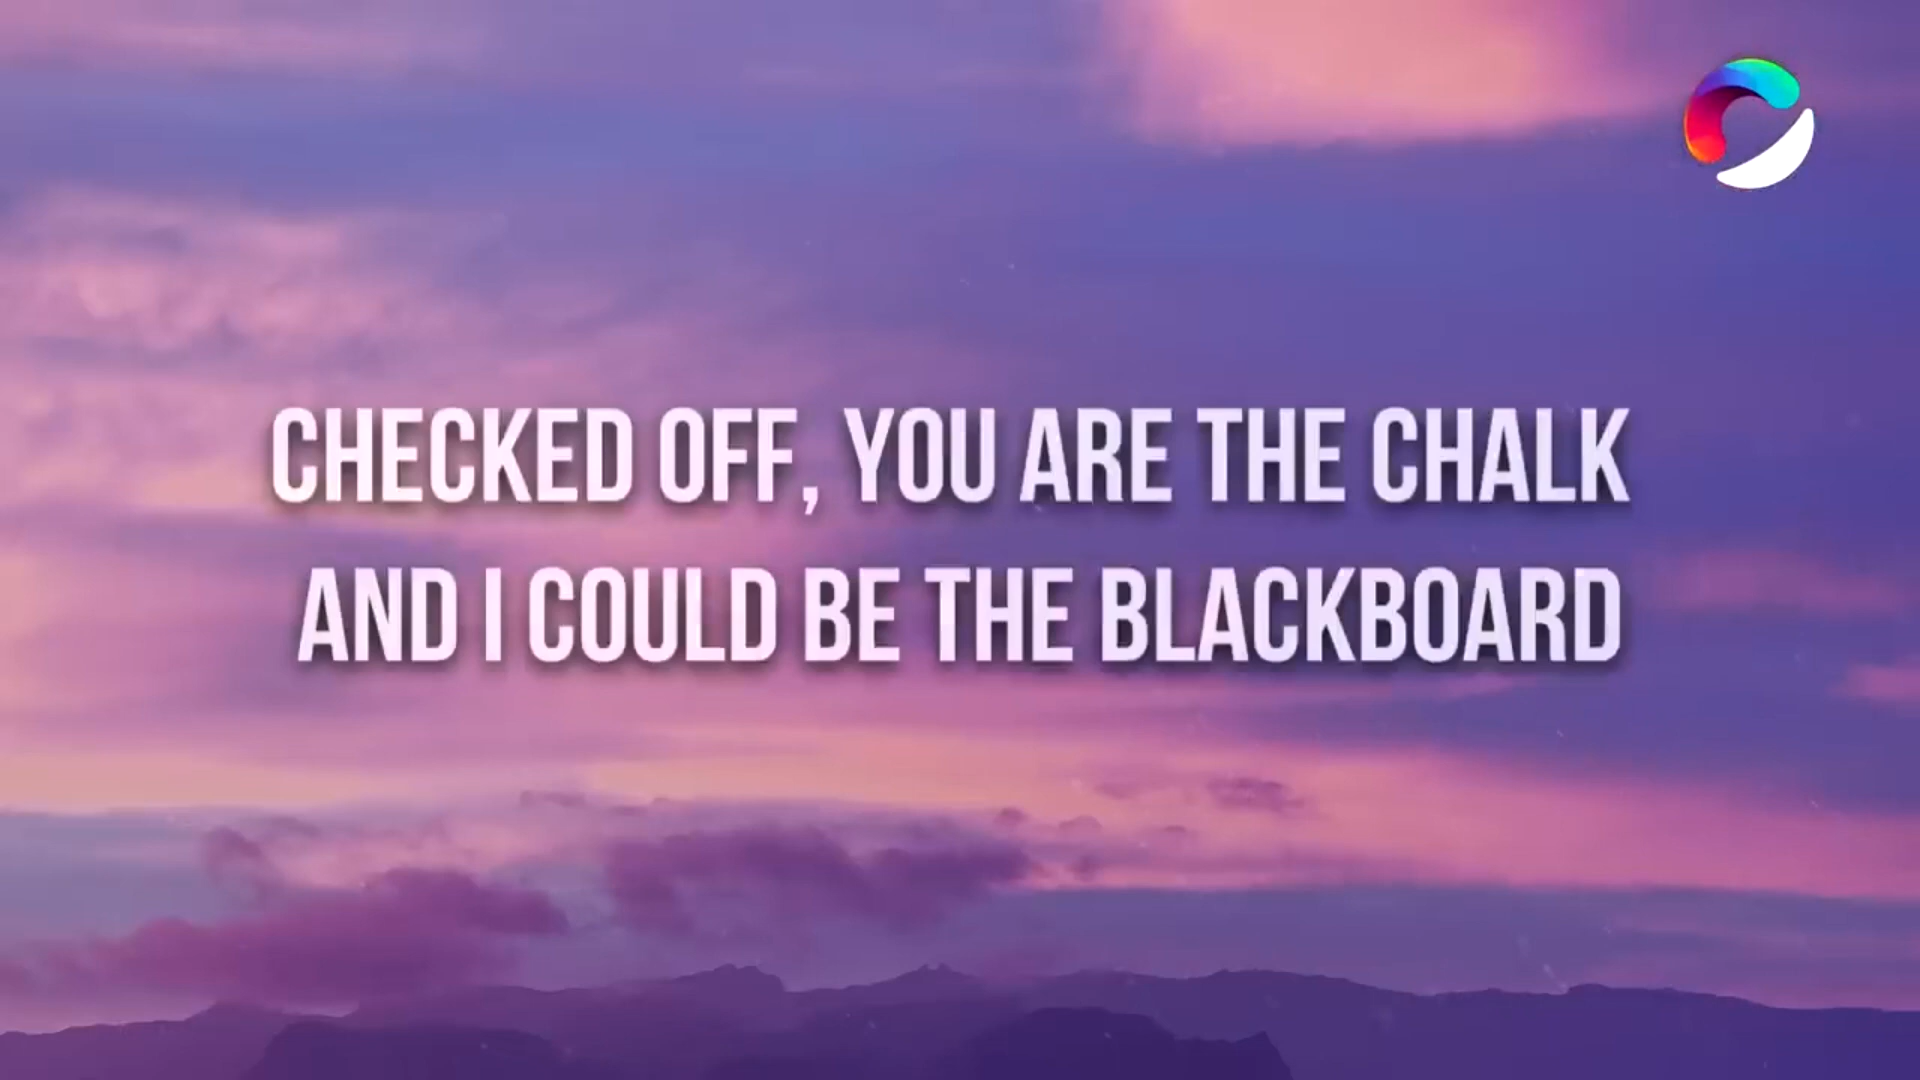 CHECKED OFF, YOU ARE THE CHALK
AND I COULD BE THE BLACKBOARD